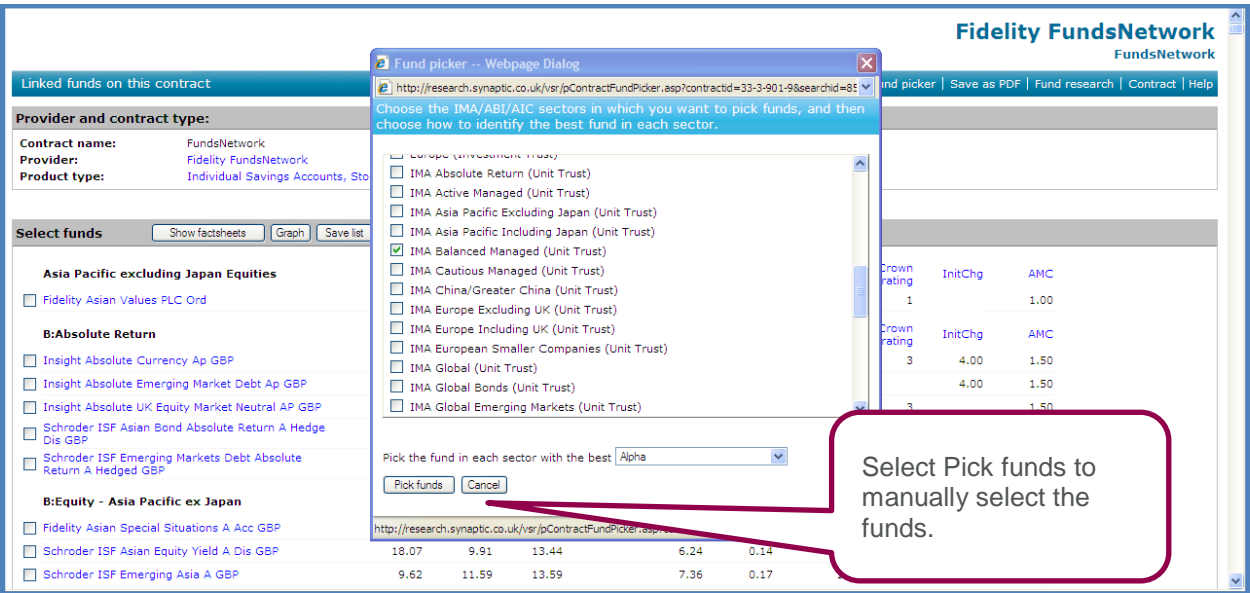 Fidelity FundsNetwork
FundsNetwork
Linked funds on this contract
nd picker | Save as PDF | Fund research | Contract | Help
Provider and contract type:
Contract name: FundsNetwork
Provider: Fidelity FundsNetwork
Product type: Individual Savings Accounts, Sto
Fund picker -- Webpage Dialog
http://research.synaptic.co.uk/vsr/pContractFundPicker.asp?contractid=33-3-901-9&searchid=85
Choose the IMA/ABI/AIC sectors in which you want to pick funds, and then
choose how to identify the best fund in each sector.
Europe (Investment Trust)
IMA Absolute Return (Unit Trust)
IMA Active Managed (Unit Trust)
IMA Asia Pacific Excluding Japan (Unit Trust)
IMA Asia Pacific Including Japan (Unit Trust)
IMA Balanced Managed (Unit Trust)
IMA Cautious Managed (Unit Trust)
IMA China/Greater China (Unit Trust)
IMA Europe Excluding UK (Unit Trust)
IMA Europe Including UK (Unit Trust)
IMA European Smaller Companies (Unit Trust)
IMA Global (Unit Trust)
IMA Global Bonds (Unit Trust)
IMA Global Emerging Markets (Unit Trust)
Pick the fund in each sector with the best Alpha
Pick funds Cancel
http://research.synaptic.co.uk/vsr/pContractFundPicker.asp?
Select funds Show factsheets Graph Save list
Asia Pacific excluding Japan Equities Crown rating InitChg AMC
Fidelity Asian Values PLC Ord 1 1.00
B:Absolute Return Crown rating InitChg AMC
Insight Absolute Currency Ap GBP 3 4.00 1.50
Insight Absolute Emerging Market Debt Ap GBP 4.00 1.50
Insight Absolute UK Equity Market Neutral AP GBP 3 1.50
Schroder ISF Asian Bond Absolute Return A Hedge
Dis GBP
Schroder ISF Emerging Markets Debt Absolute
Return A Hedged GBP
B:Equity - Asia Pacific ex Japan
Fidelity Asian Special Situations A Acc GBP
Schroder ISF Asian Equity Yield A Dis GBP 18.07 9.91 13.44 6.24 0.14
Schroder ISF Emerging Asia A GBP 9.62 11.59 13.59 7.36 0.17
Select Pick funds to
manually select the
funds.